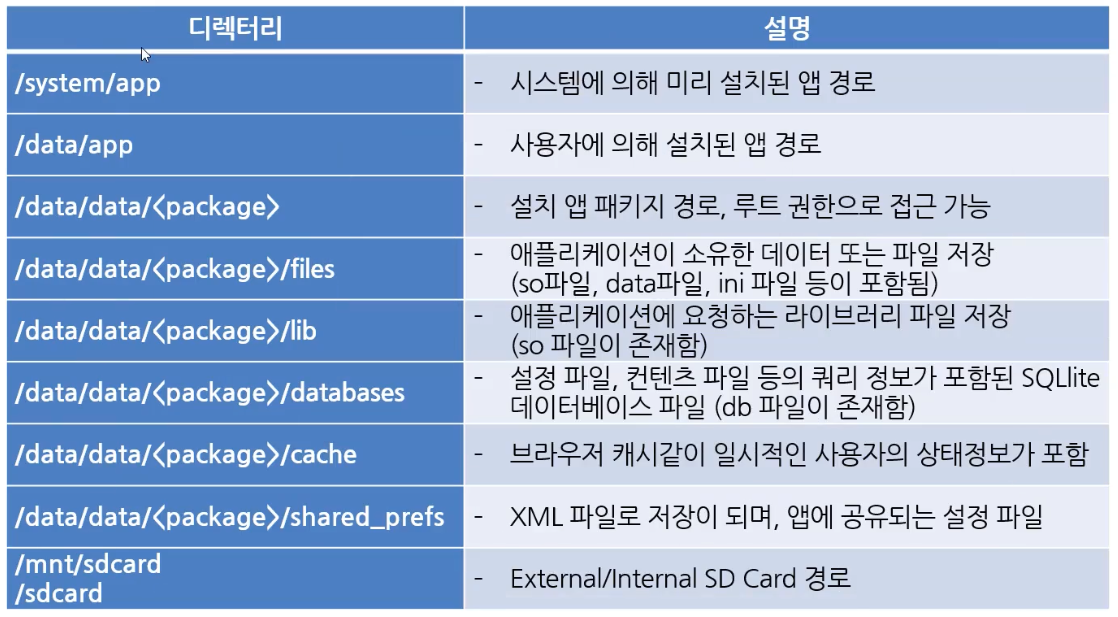 디렉터리
설명
/system/app
- 시스템에 의해 미리 설치된 앱 경로
/data/app
- 사용자에 의해 설치된 앱 경로
/data/data/<package>
- 설치 앱 패키지 경로, 루트 권한으로 접근 가능
/data/data/<package>/files
- 애플리케이션이 소유한 데이터 또는 파일 저장
(so파일, data파일, ini 파일 등이 포함됨)
/data/data/<package>/lib
- 애플리케이션에 요청하는 라이브러리 파일 저장
(so 파일이 존재함)
/data/data/<package>/databases
- 설정 파일, 컨텐츠 파일 등의 쿼리 정보가 포함된 SQLlite
데이터베이스 파일 (db 파일이 존재함)
/data/data/<package>/cache
- 브라우저 캐시같이 일시적인 사용자의 상태정보가 포함
/data/data/<package>/shared_prefs
- XML 파일로 저장이 되며, 앱에 공유되는 설정 파일
/mnt/sdcard
/sdcard
- External/Internal SD Card 경로